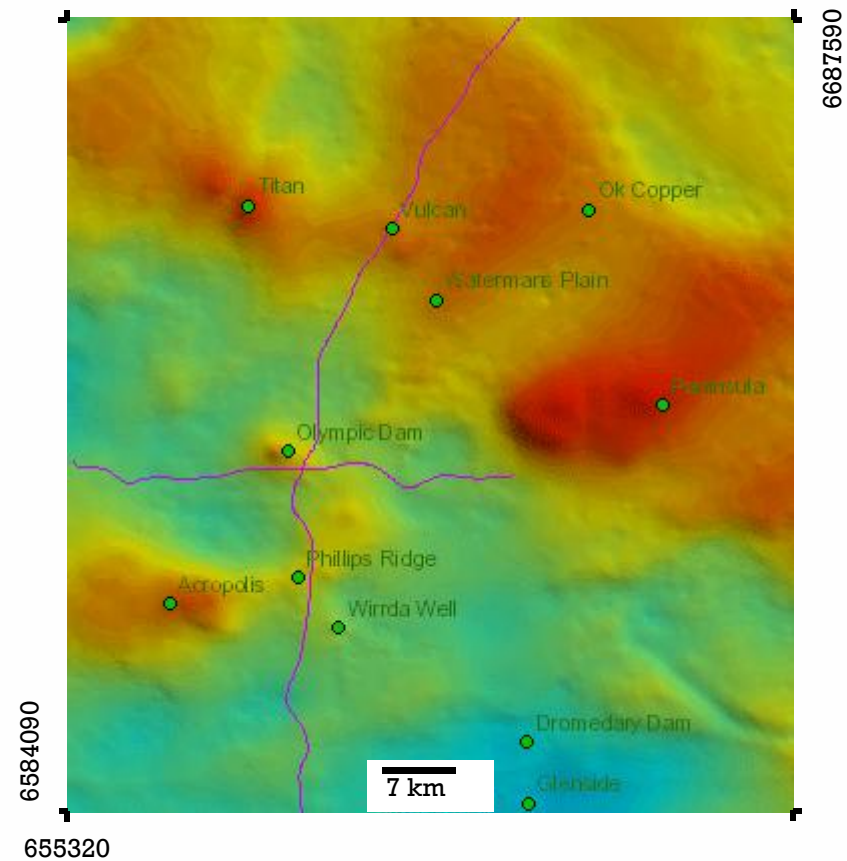 6687590
Titan
Ok Copper
Vulcan
Watermans Plain
Peninsula
Olympic Dam
Phillips Ridge
Acropolis
Wirrda Well
6584090
Dromedary Dam
7 km
Glenside
655320